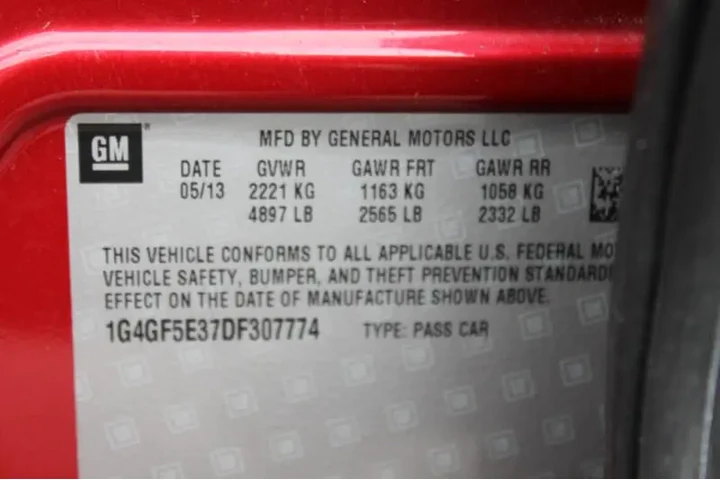 GM
MFD BY GENERAL MOTORS LLC
DATE GVWR GAWR FRT GAWR RR
05/13 2221 KG 1163 KG 1058 KG
4897 LB 2565 LB 2332 LB
THIS VEHICLE CONFORMS TO ALL APPLICABLE U.S. FEDERAL MO
VEHICLE SAFETY, BUMPER, AND THEFT PREVENTION STANDARD
EFFECT ON THE DATE OF MANUFACTURE SHOWN ABOVE.
1G4GF5E37DF307774 TYPE: PASS CAR